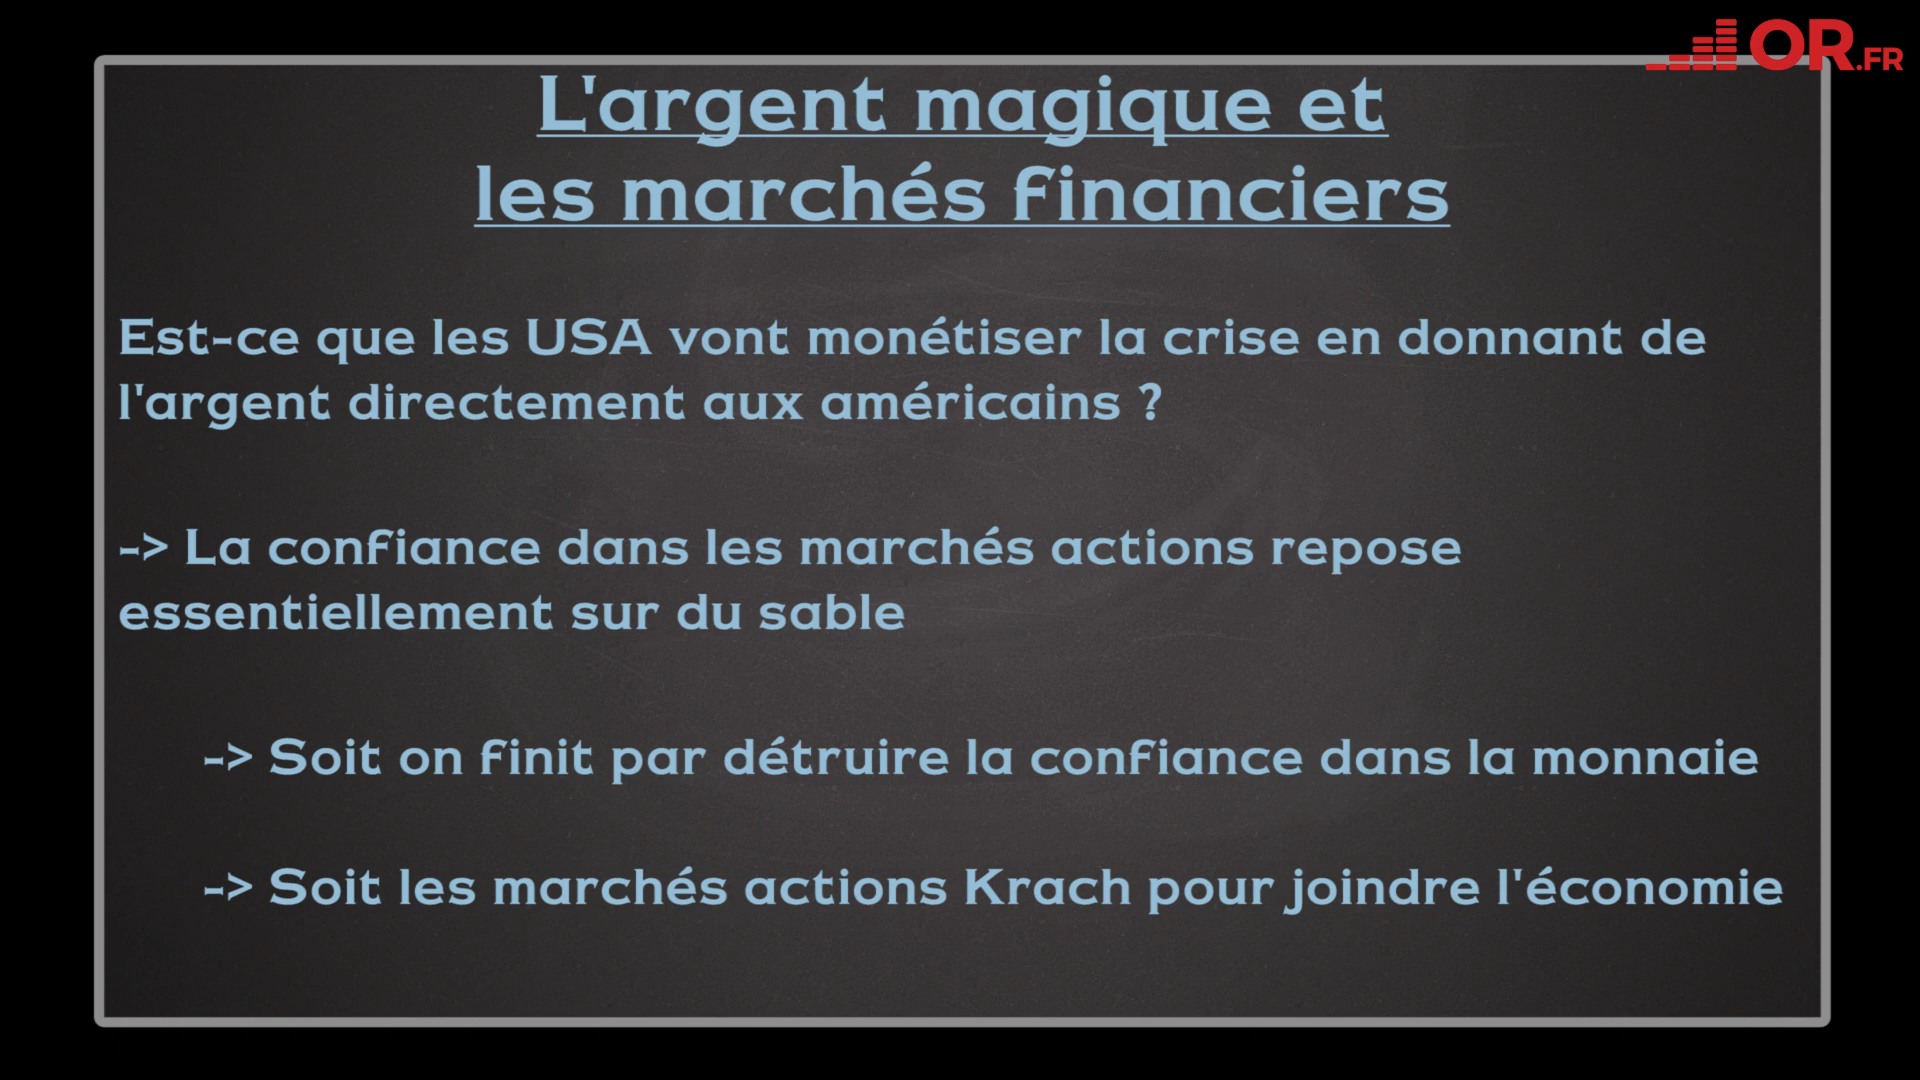 OR.FR
L'argent magique et
les marchés financiers
Est-ce que les USA vont monétiser la crise en donnant de
l'argent directement aux américains ?
-> La confiance dans les marchés actions repose
essentiellement sur du sable
-> Soit on finit par détruire la confiance dans la monnaie
-> Soit les marchés actions Krach pour joindre l'économie